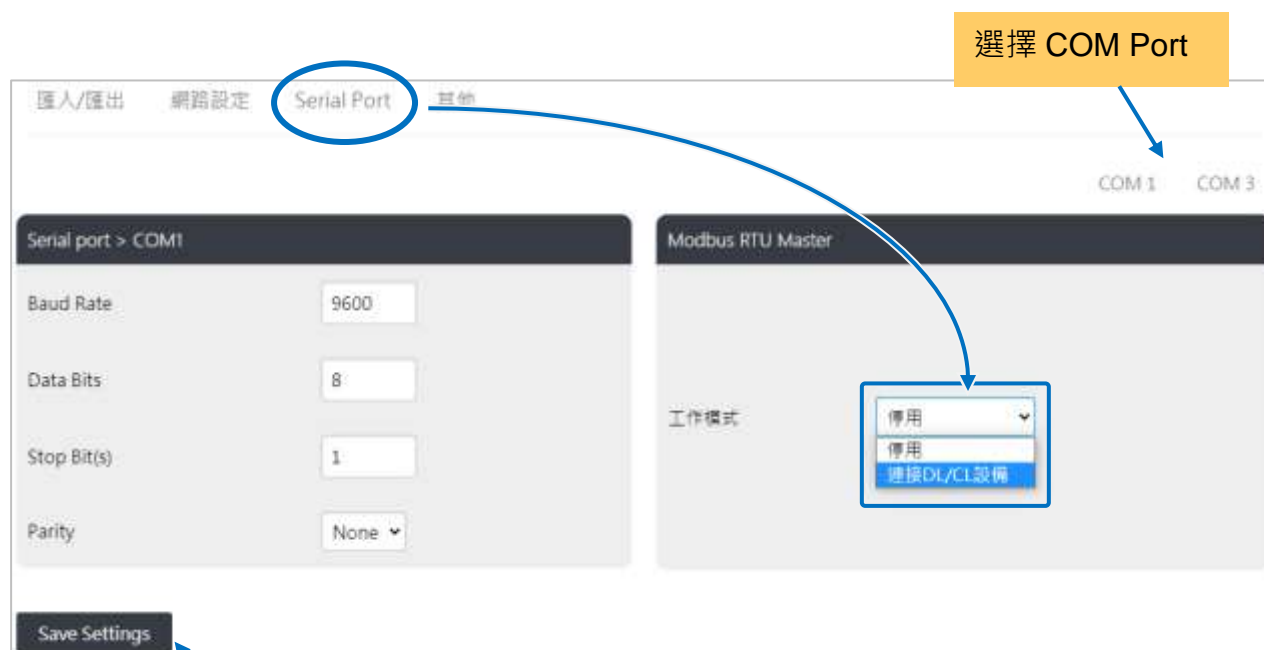 選擇 COM Port
匯入/匯出 網路設定 Serial Port 其他
COM 1 COM 3
Serial port > COM1
Modbus RTU Master
Baud Rate 9600
Data Bits 8
工作模式 停用
停用
連接DL/CL設備
Stop Bit(s) 1
Parity None
Save Settings